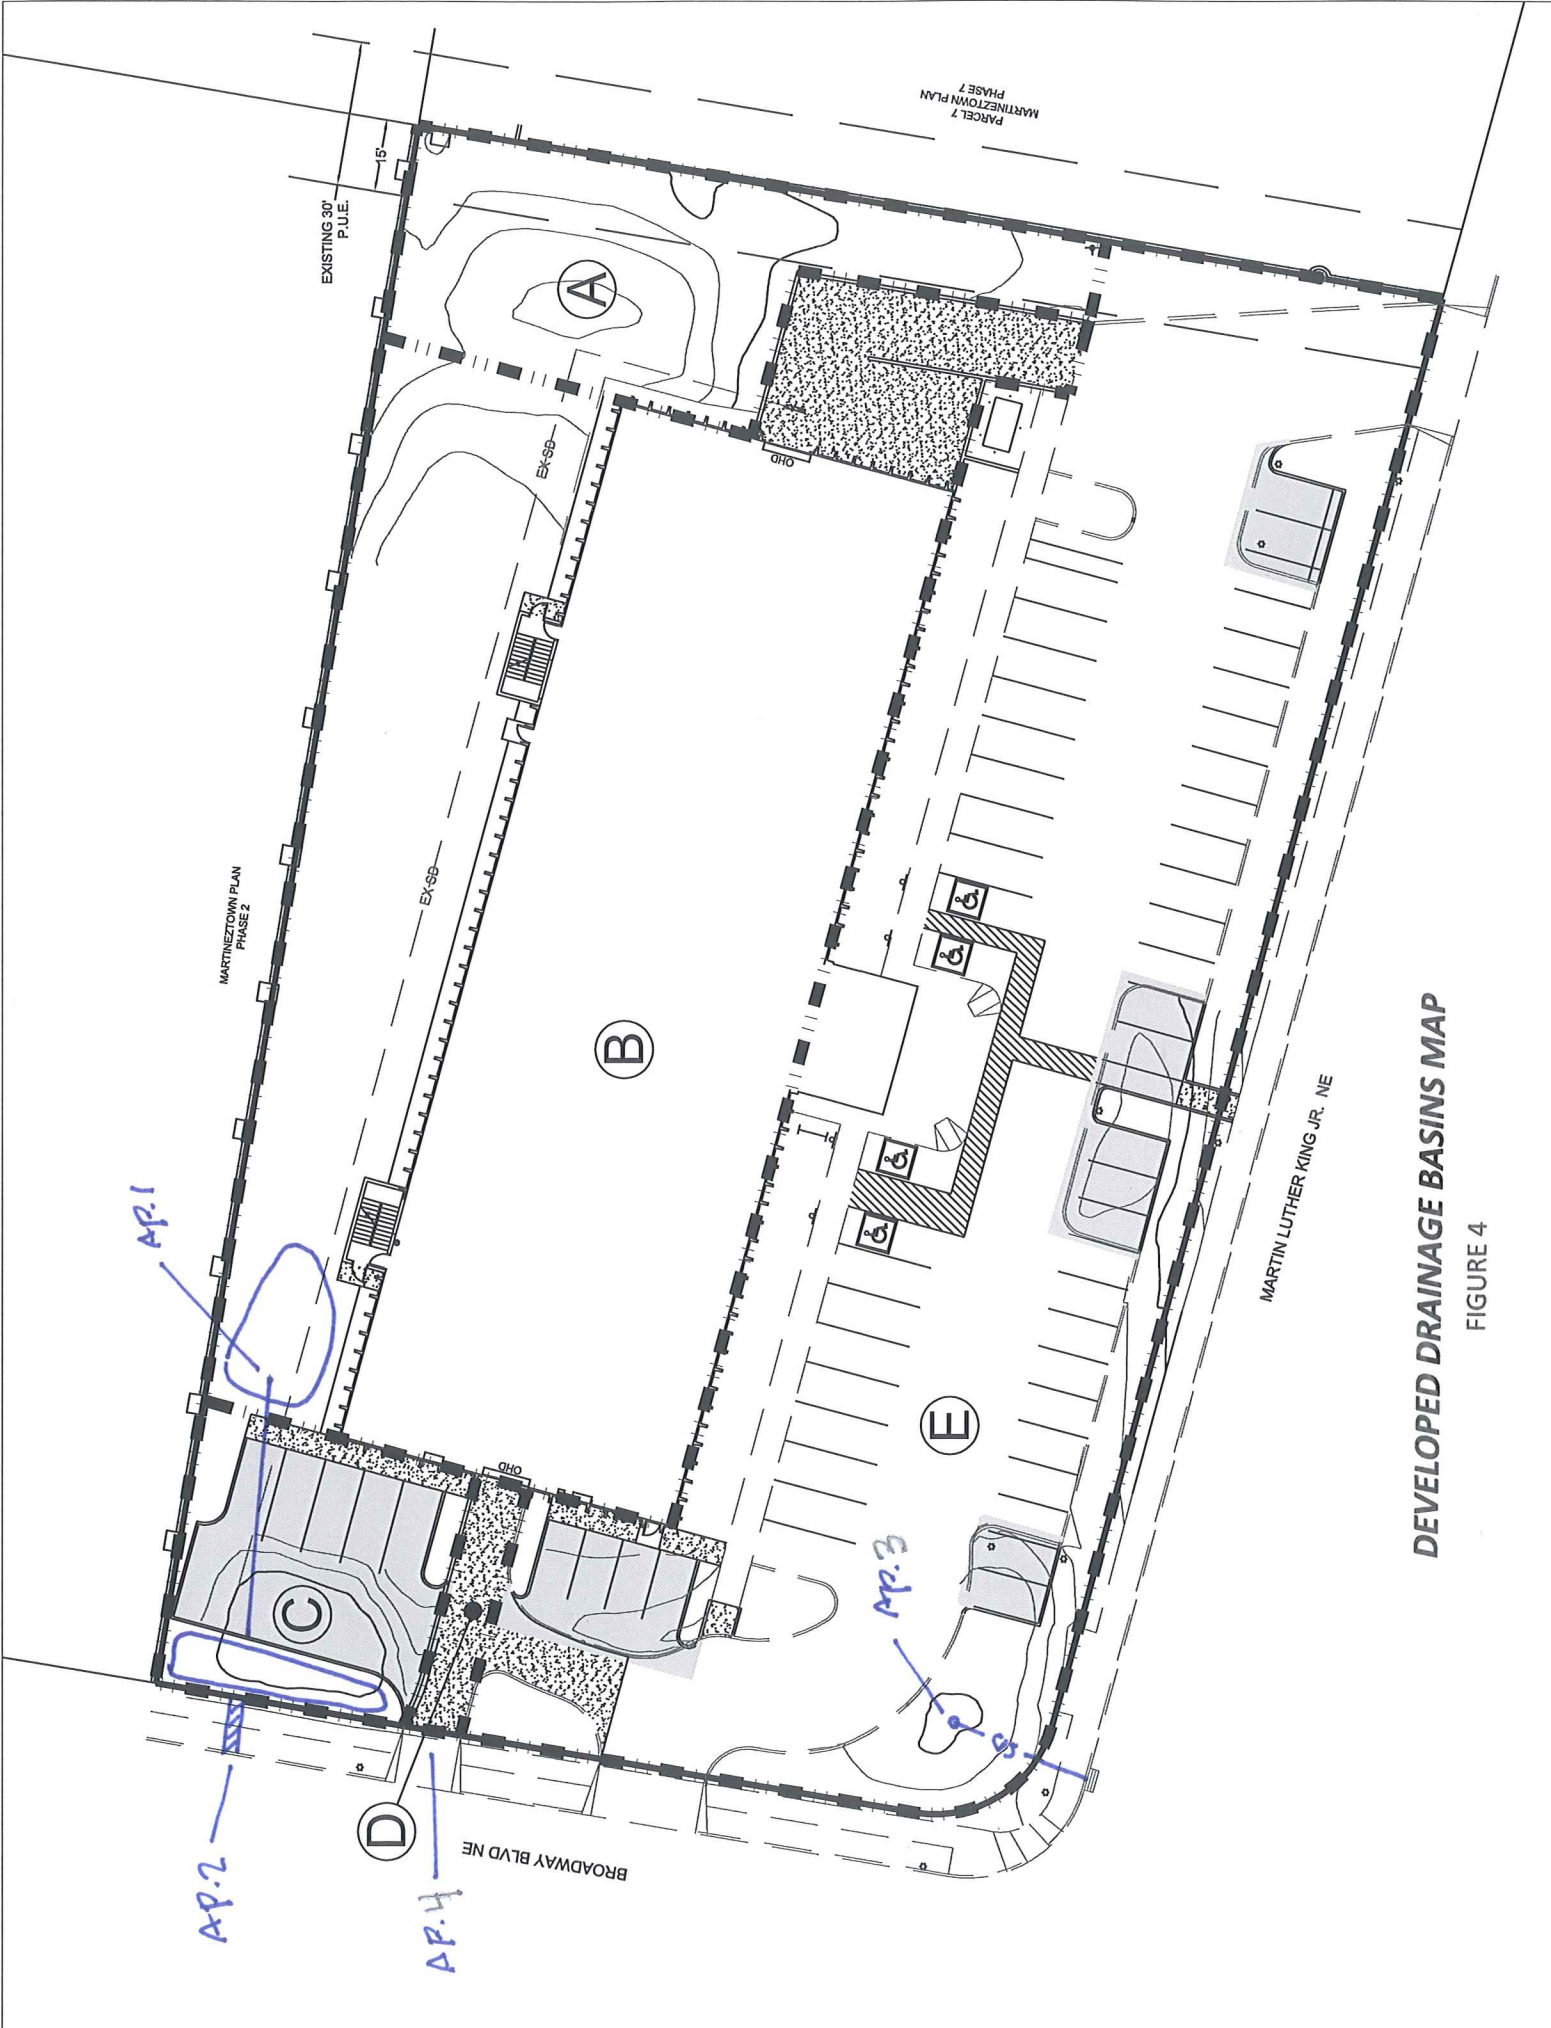 PARCEL 7
MARTINEZTOWN PLAN
PHASE 7
EXISTING 30'
P.U.E.
15'
A
EX-SD
OHD
MARTINEZTOWN PLAN
PHASE 2
EX-SD
B
AP.1
MARTIN LUTHER KING JR. NE
OHD
E
C
AP.3
SD
D
AP.2
AP.4
BROADWAY BLVD NE
DEVELOPED DRAINAGE BASINS MAP
FIGURE 4